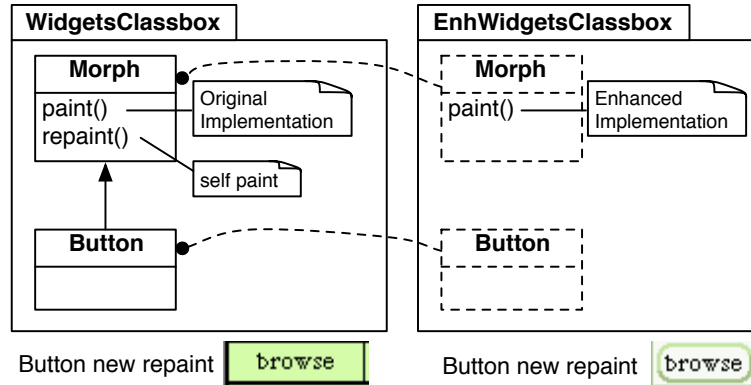 WidgetsClassbox
Morph
paint()
repaint()
Original
Implementation
self paint
Button
Button new repaint
browse
EnhWidgetsClassbox
Morph
paint()
Enhanced
Implementation
Button
Button new repaint
browse